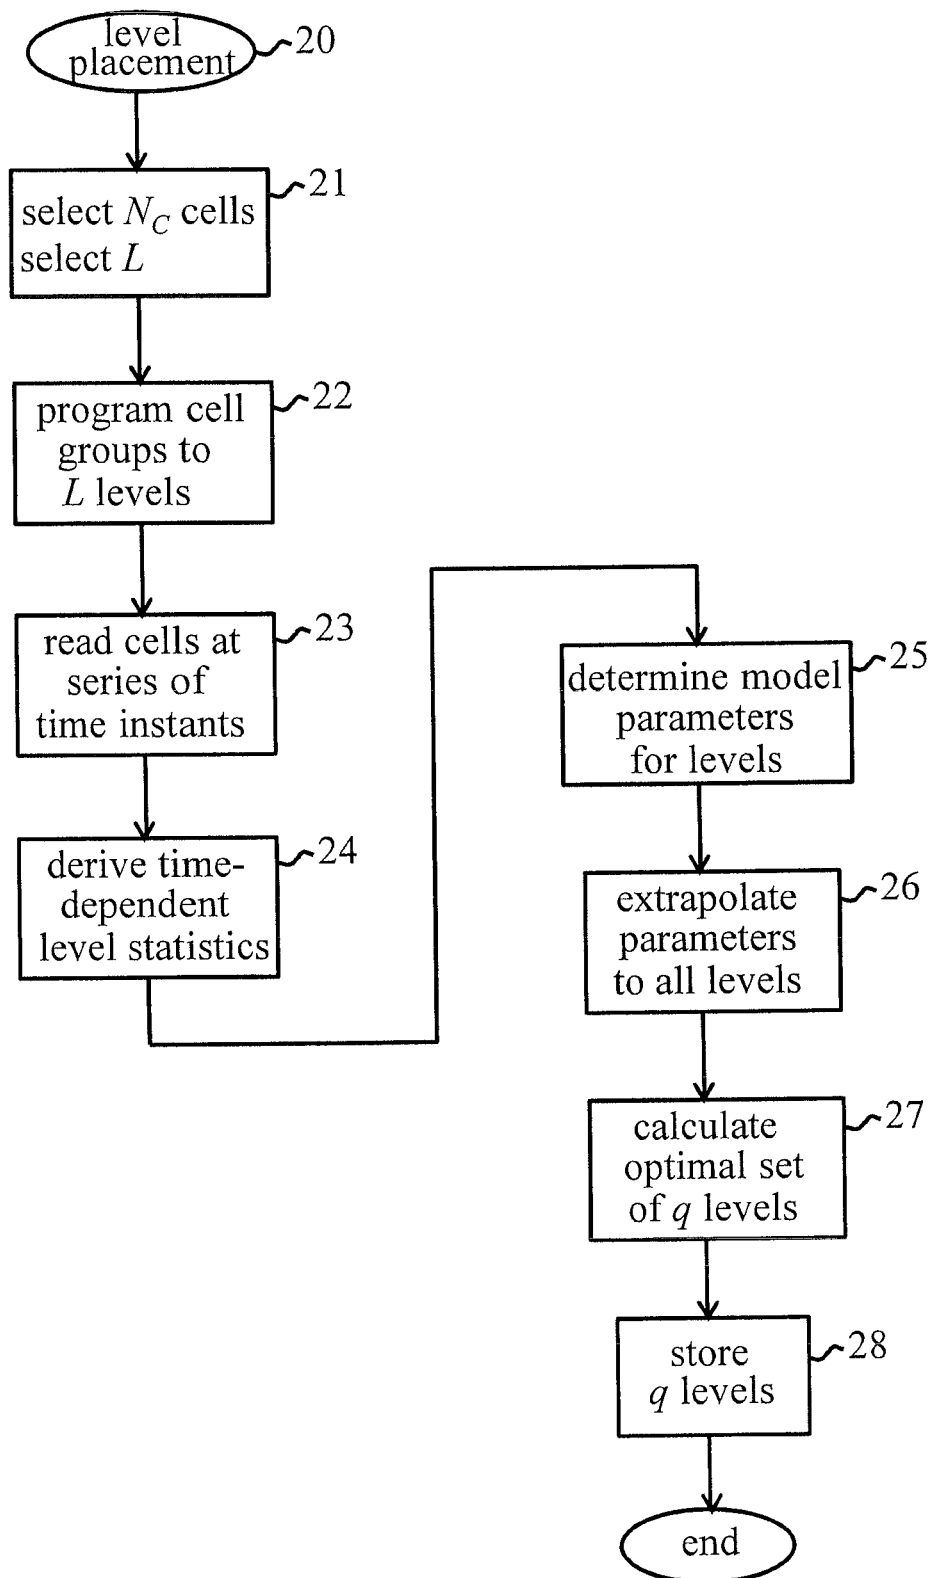 level
placement
20
21
select N_C cells
select L
22
program cell
groups to
L levels
23
read cells at
series of
time instants
24
derive time-
dependent
level statistics
25
determine model
parameters
for levels
26
extrapolate
parameters
to all levels
27
calculate
optimal set
of q levels
28
store
q levels
end